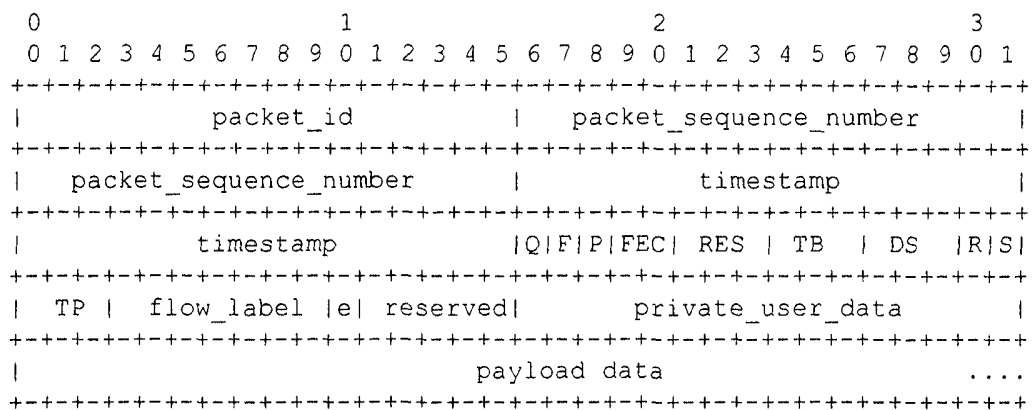 0 1 2 3
0 1 2 3 4 5 6 7 8 9 0 1 2 3 4 5 6 7 8 9 0 1 2 3 4 5 6 7 8 9 0 1
+-+-+-+-+-+-+-+-+-+-+-+-+-+-+-+-+-+-+-+-+-+-+-+-+-+-+-+-+-+-+-+-+
| packet_id | packet_sequence_number |
+-+-+-+-+-+-+-+-+-+-+-+-+-+-+-+-+-+-+-+-+-+-+-+-+-+-+-+-+-+-+-+-+
| packet_sequence_number | timestamp |
+-+-+-+-+-+-+-+-+-+-+-+-+-+-+-+-+-+-+-+-+-+-+-+-+-+-+-+-+-+-+-+-+
| timestamp |Q|F|P|FEC| RES | TB | DS |R|S|
+-+-+-+-+-+-+-+-+-+-+-+-+-+-+-+-+-+-+-+-+-+-+-+-+-+-+-+-+-+-+-+-+
| TP | flow_label |e| reserved| private_user_data |
+-+-+-+-+-+-+-+-+-+-+-+-+-+-+-+-+-+-+-+-+-+-+-+-+-+-+-+-+-+-+-+-+
| payload data ....
+-+-+-+-+-+-+-+-+-+-+-+-+-+-+-+-+-+-+-+-+-+-+-+-+-+-+-+-+-+-+-+-+